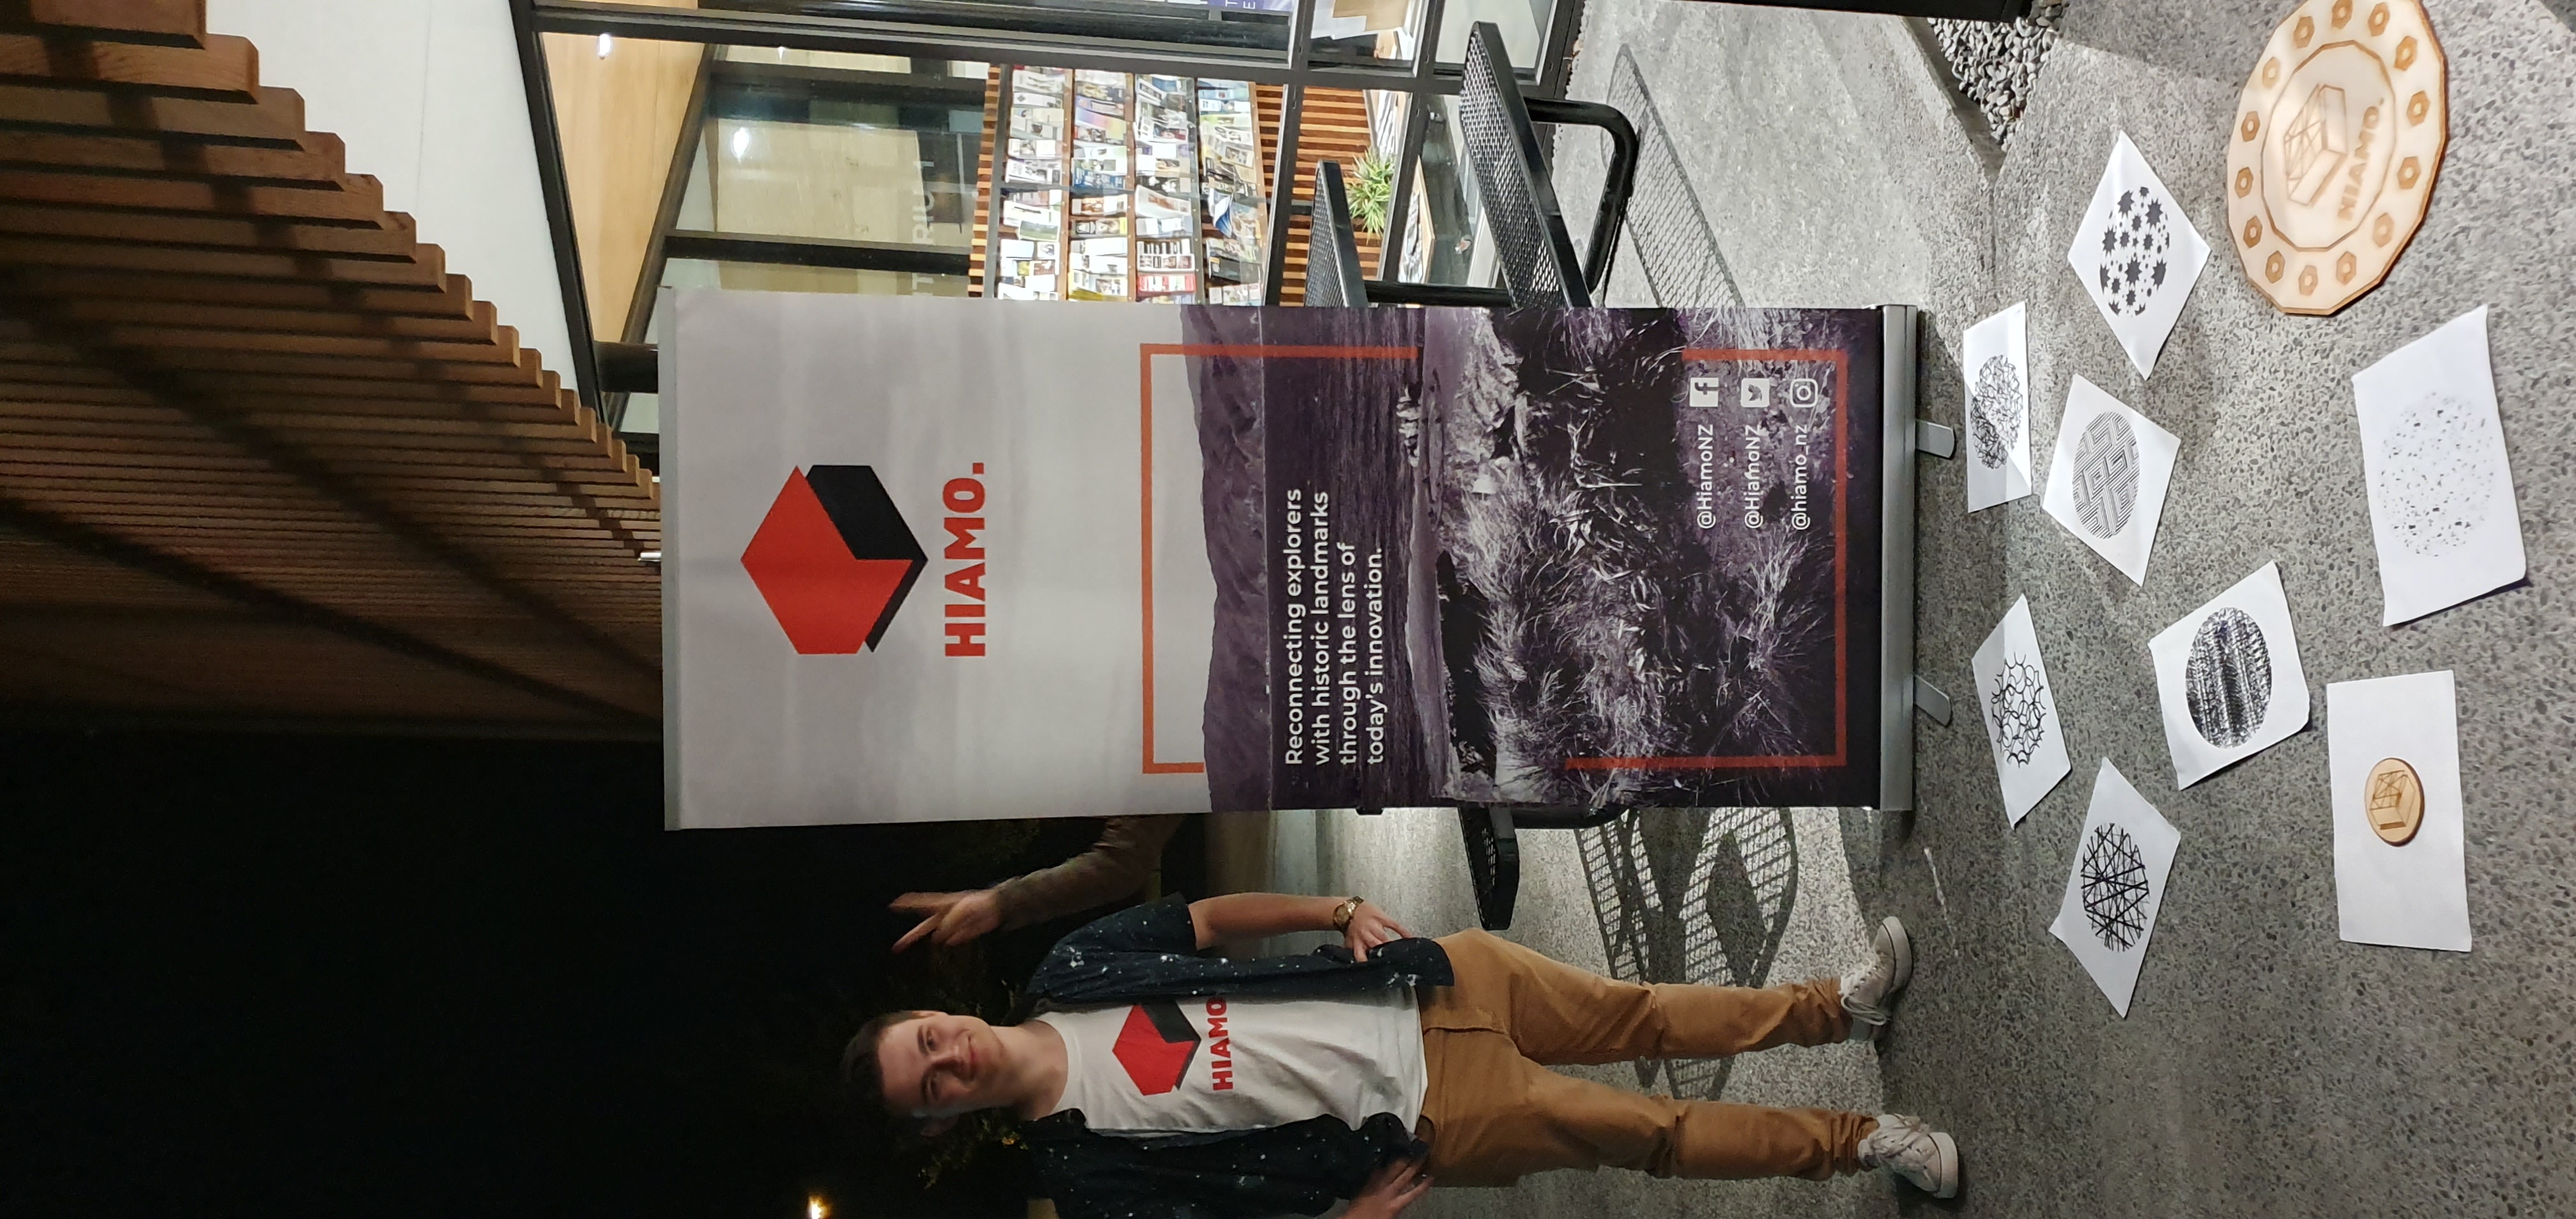 HIAMO.
HIAMO
Reconnecting explorers
with historic landmarks
through the lens of
today's innovation.
@HiamoNZ
@HiamoNZ
@hiamo_nz
HIAMO.